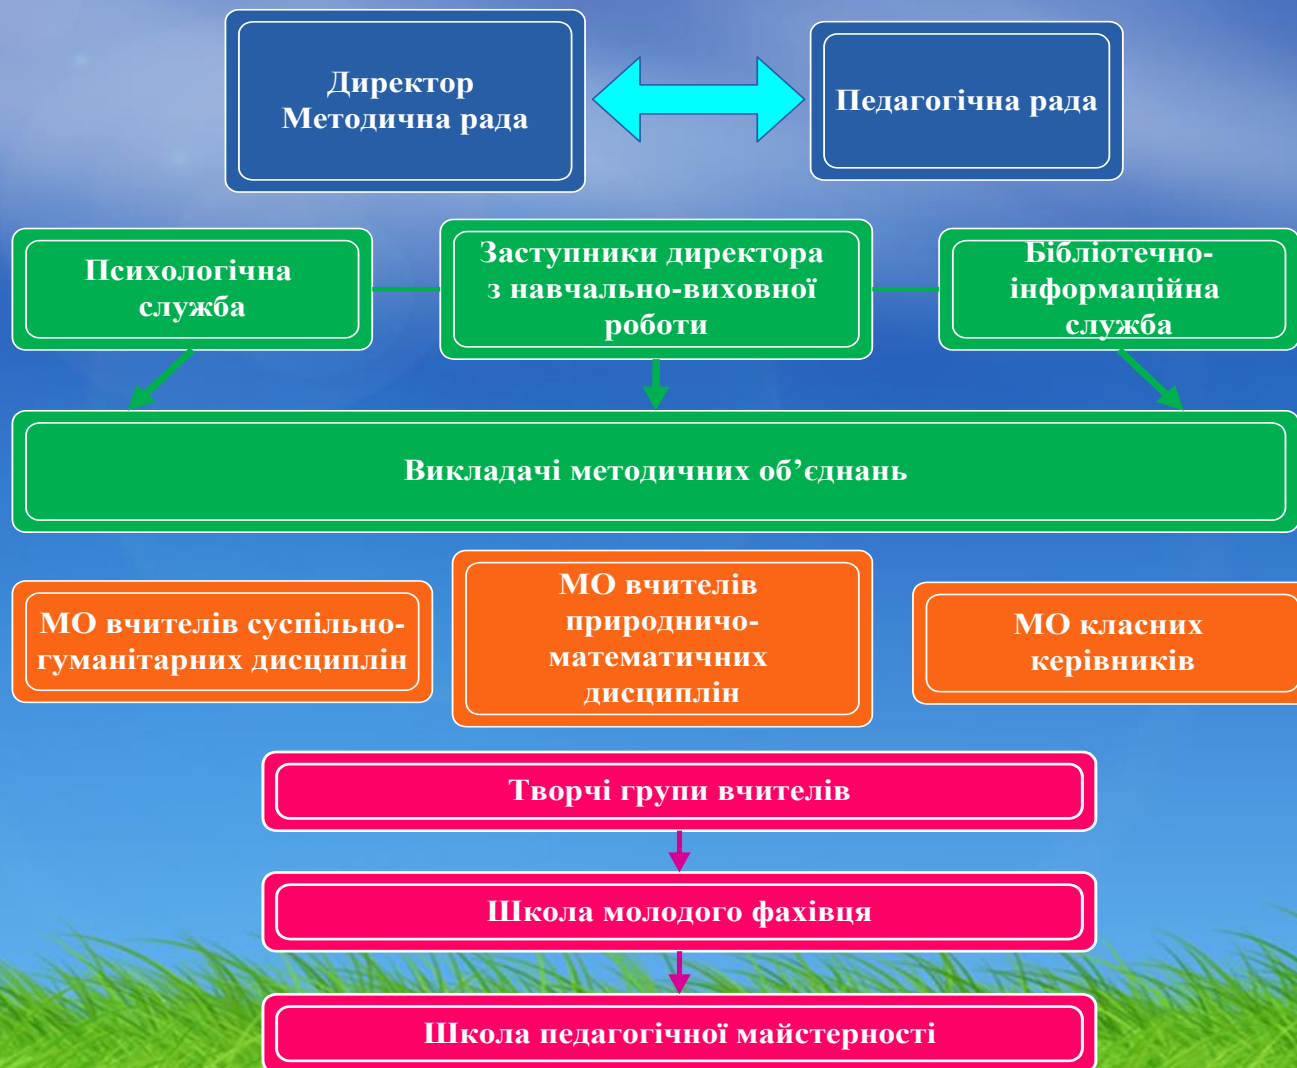 Директор
Методична рада
Педагогічна рада
Психологічна
служба
Заступники директора
з навчально-виховної
роботи
Бібліотечно-
інформаційна
служба
Викладачі методичних об’єднань
МО вчителів суспільно-
гуманітарних дисциплін
МО вчителів
природничо-
математичних
дисциплін
МО класних
керівників
Творчі групи вчителів
Школа молодого фахівця
Школа педагогічної майстерності